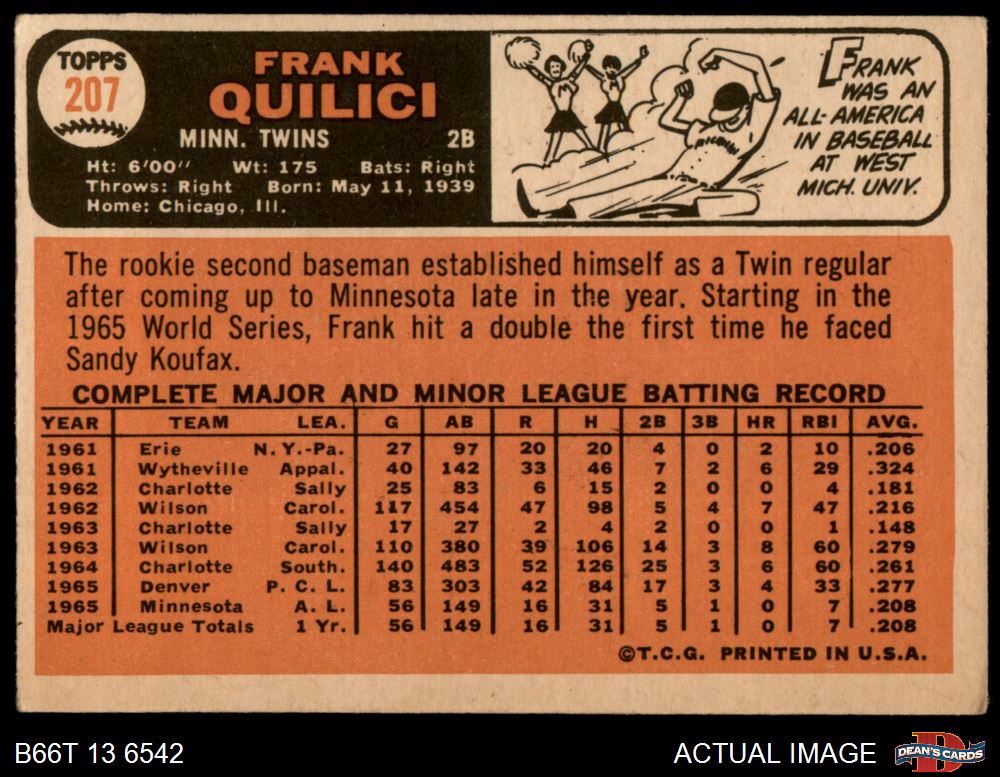 TOPPS
207
FRANK
QUILICI
MINN. TWINS 2B
Ht: 6'00" Wt: 175 Bats: Right
Throws: Right Born: May 11, 1939
Home: Chicago, Ill.
FRANK
WAS AN
ALL-AMERICA
IN BASEBALL
AT WEST
MICH. UNIV.
The rookie second baseman established himself as a Twin regular
after coming up to Minnesota late in the year. Starting in the
1965 World Series, Frank hit a double the first time he faced
Sandy Koufax.
COMPLETE MAJOR AND MINOR LEAGUE BATTING RECORD
YEAR TEAM LEA. G AB R H 2B 3B HR RBI AVG.
1961 Erie N.Y.-Pa. 27 97 20 20 4 0 2 10 .206
1961 Wytheville Appal. 40 142 33 46 7 2 6 29 .324
1962 Charlotte Sally 25 83 6 15 2 0 0 4 .181
1962 Wilson Carol. 117 454 47 98 5 4 7 47 .216
1963 Charlotte Sally 17 27 2 4 2 0 0 1 .148
1963 Wilson Carol. 110 380 39 106 14 3 8 60 .279
1964 Charlotte South. 140 483 52 126 25 3 6 60 .261
1965 Denver P. C. L. 83 303 42 84 17 3 4 33 .277
1965 Minnesota A. L. 56 149 16 31 5 1 0 7 .208
Major League Totals 1 Yr. 56 149 16 31 5 1 0 7 .208
©T.C.G. PRINTED IN U.S.A.
B66T 13 6542 ACTUAL IMAGE DEAN'S CARDS